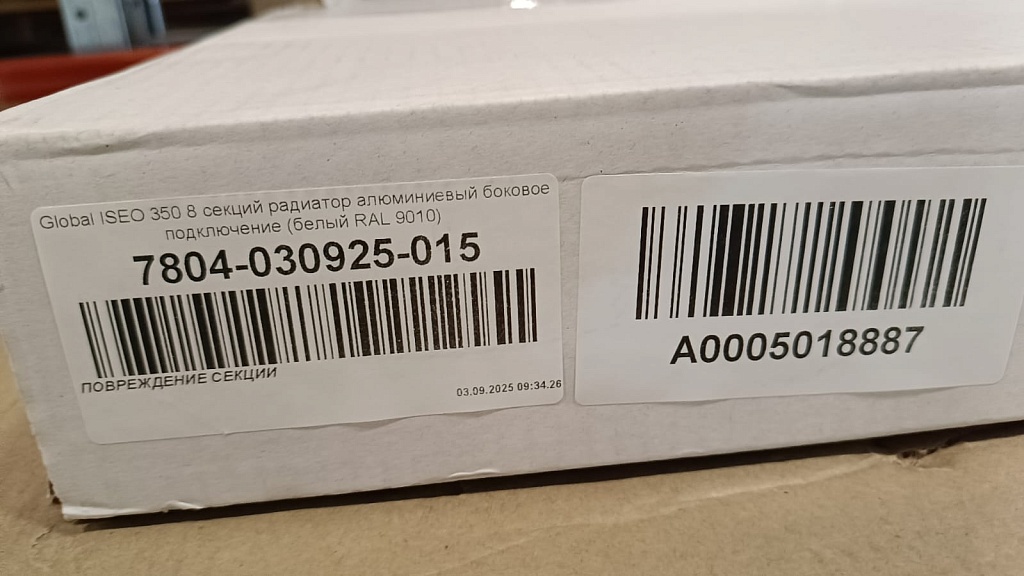 Global ISEO 350 8 секций радиатор алюминиевый боковое
подключение (белый RAL 9010)
7804-030925-015
ПОВРЕЖДЕНИЕ СЕКЦИИ
03.09.2025 09:34.26
A0005018887